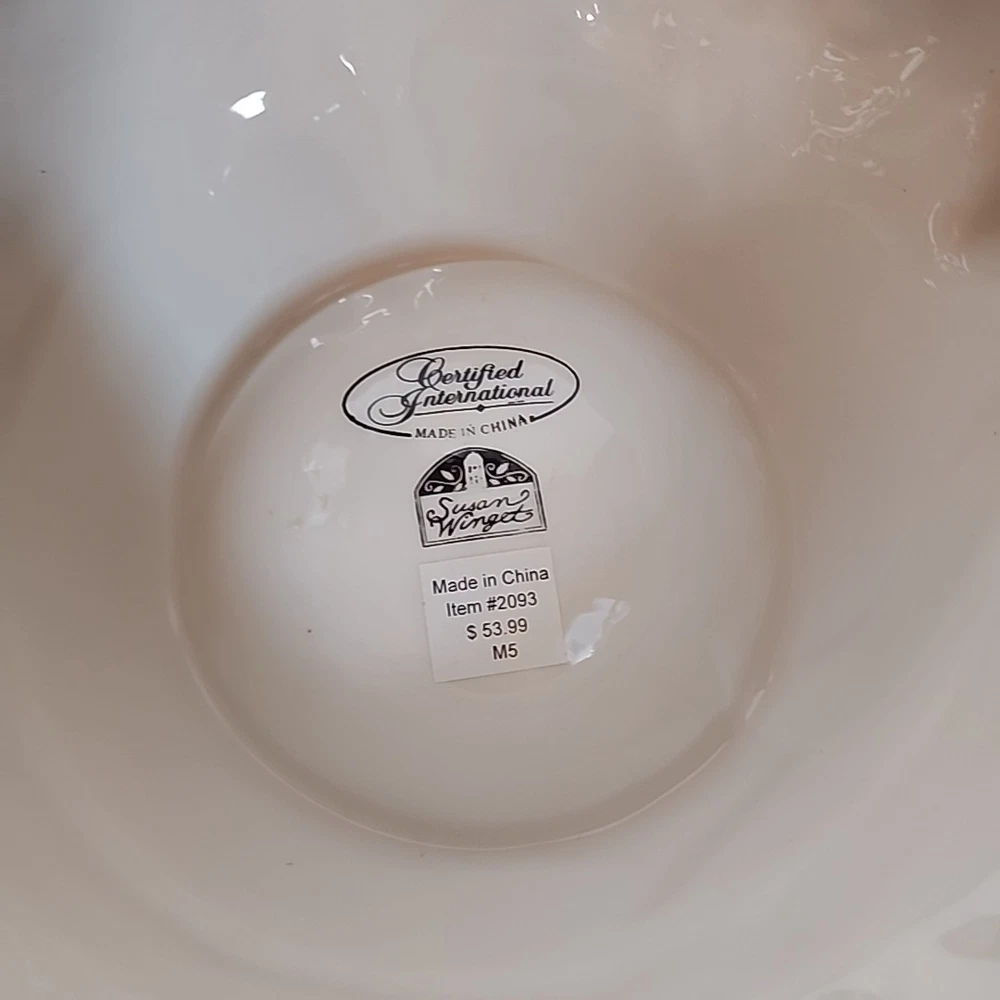 Certified
International
MADE IN CHINA
Susan
Winget
Made in China
Item #2093
$ 53.99
M5